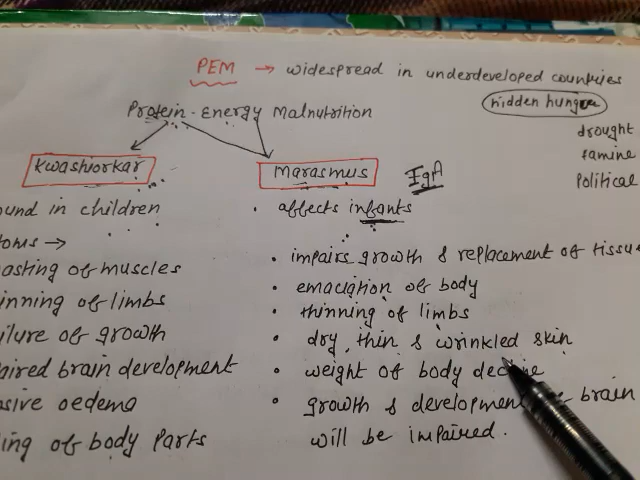 PEM → widespread in underdeveloped countries
hidden hunger
Protein-Energy Malnutrition
drought
famine
Political
Kwashiorkar
Marasmus
IgA
ound in children
toms →
asting of muscles
inning of limbs
ilure of growth
aired brain development
sive oedema
ing of body parts
• affects infants
• impairs growth & replacement of tissu
• emaciation of body
• thinning of limbs
• dry, thin & wrinkled skin
• weight of body decline
• growth & development brain
will be impaired.